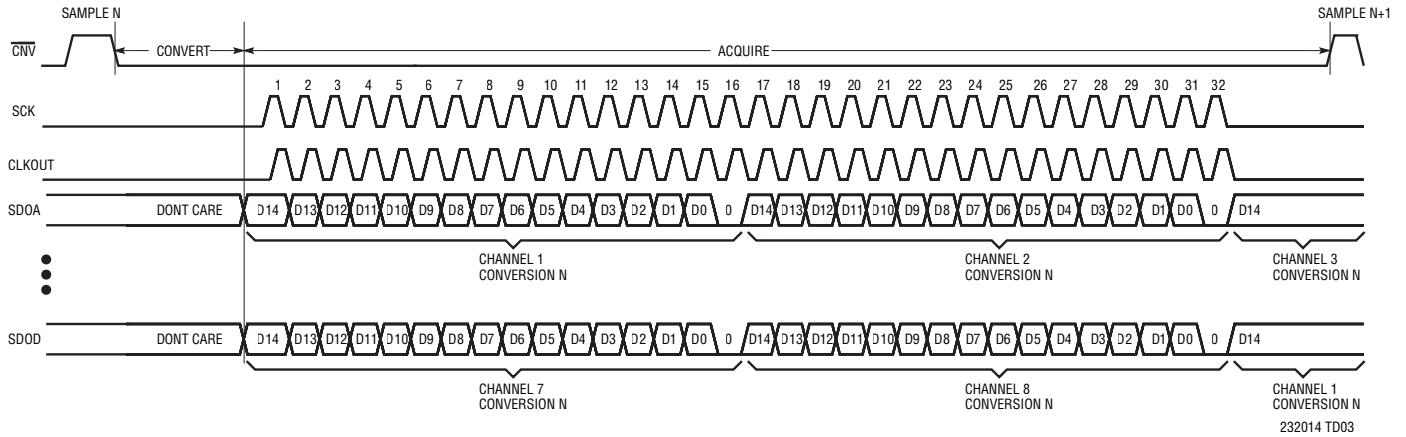 SAMPLE N SAMPLE N+1
CNV CONVERT ACQUIRE
1 2 3 4 5 6 7 8 9 10 11 12 13 14 15 16 17 18 19 20 21 22 23 24 25 26 27 28 29 30 31 32
SCK
CLKOUT
SDOA DONT CARE D14 D13 D12 D11 D10 D9 D8 D7 D6 D5 D4 D3 D2 D1 D0 0 D14 D13 D12 D11 D10 D9 D8 D7 D6 D5 D4 D3 D2 D1 D0 0 D14
CHANNEL 1 CHANNEL 2 CHANNEL 3
CONVERSION N CONVERSION N CONVERSION N
SDOD DONT CARE D14 D13 D12 D11 D10 D9 D8 D7 D6 D5 D4 D3 D2 D1 D0 0 D14 D13 D12 D11 D10 D9 D8 D7 D6 D5 D4 D3 D2 D1 D0 0 D14
CHANNEL 7 CHANNEL 8 CHANNEL 1
CONVERSION N CONVERSION N CONVERSION N
232014 TD03